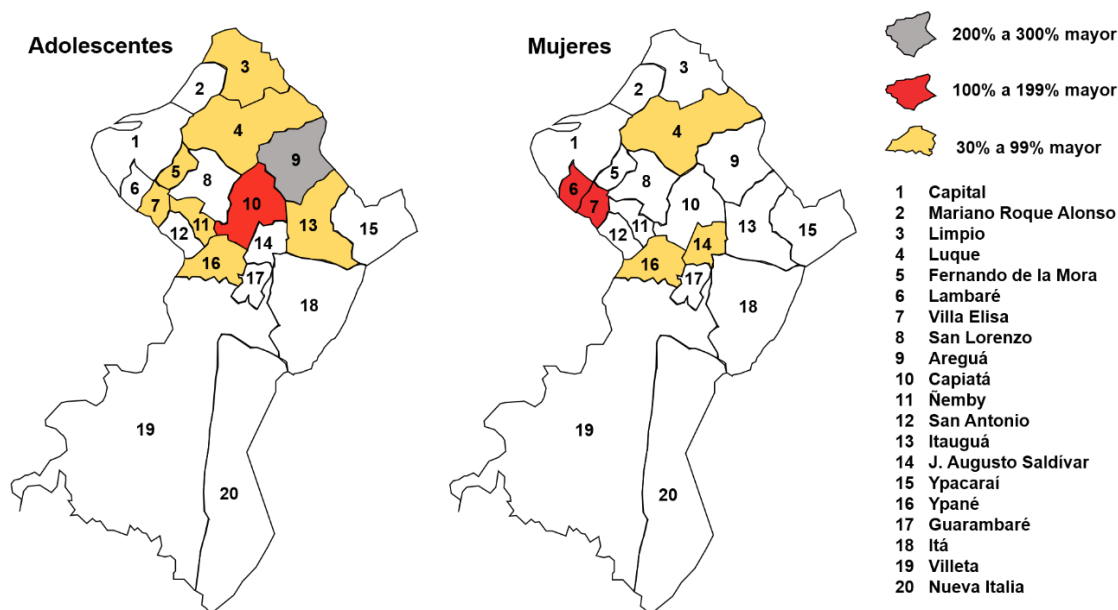 Adolescentes
3
2
4
1
9
5
8
6
7
10
11
13
12
15
14
16
17
18
19
20
Mujeres
3
2
4
1
9
5
8
6
7
10
11
13
12
15
14
16
17
18
19
20
200% a 300% mayor
100% a 199% mayor
30% a 99% mayor
1 Capital
2 Mariano Roque Alonso
3 Limpio
4 Luque
5 Fernando de la Mora
6 Lambaré
7 Villa Elisa
8 San Lorenzo
9 Areguá
10 Capiatá
11 Ñemby
12 San Antonio
13 Itauguá
14 J. Augusto Saldívar
15 Ypacaraí
16 Ypané
17 Guarambaré
18 Itá
19 Villeta
20 Nueva Italia